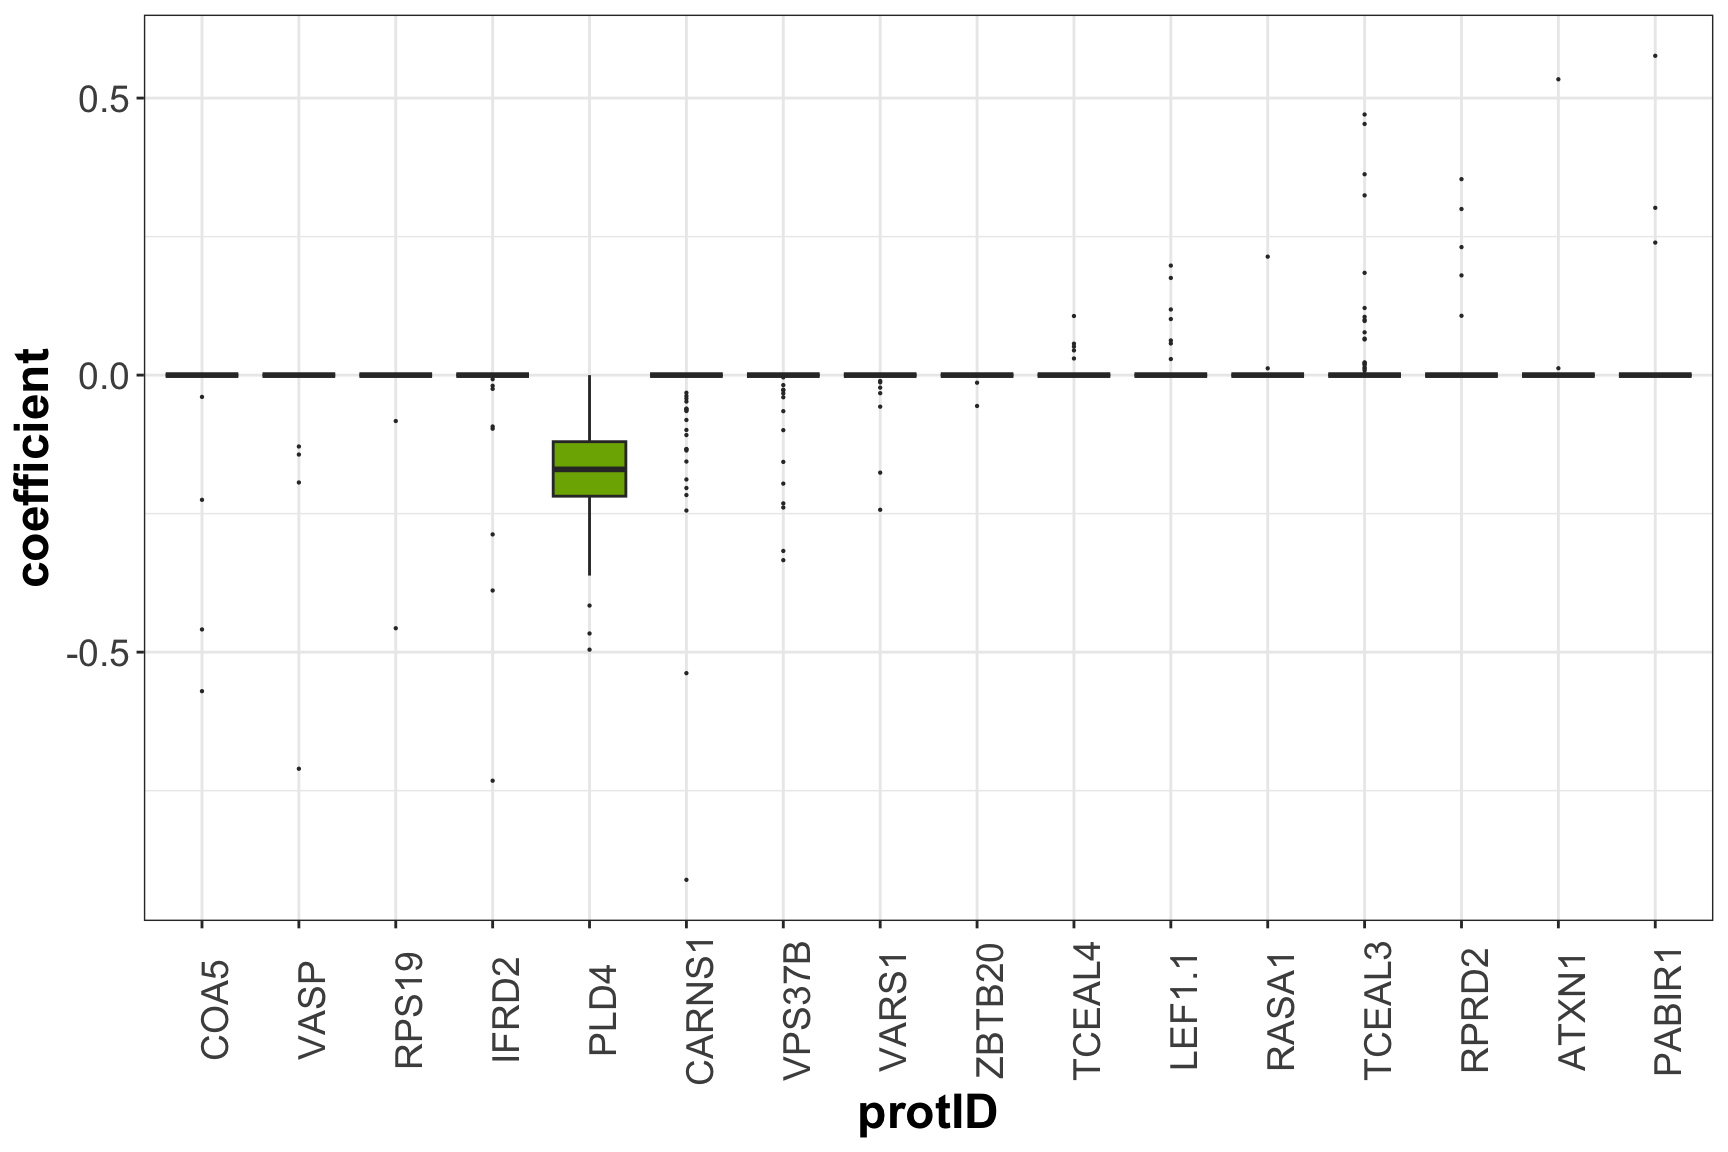 coefficient
0.5
0.0
-0.5
COA5
VASP
RPS19
IFRD2
PLD4
CARNS1
VPS37B
VARS1
ZBTB20
TCEAL4
LEF1.1
RASA1
TCEAL3
RPRD2
ATXN1
PABIR1
protID